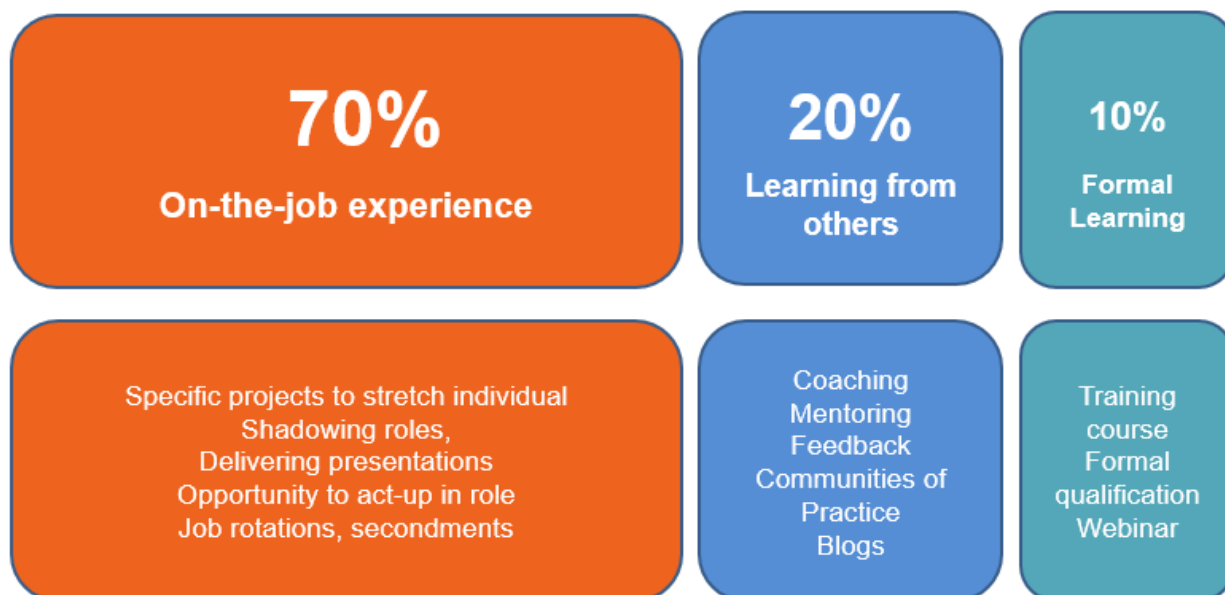 70%
On-the-job experience
20%
Learning from
others
10%
Formal
Learning
Specific projects to stretch individual
Shadowing roles,
Delivering presentations
Opportunity to act-up in role
Job rotations, secondments
Coaching
Mentoring
Feedback
Communities of
Practice
Blogs
Training
course
Formal
qualification
Webinar